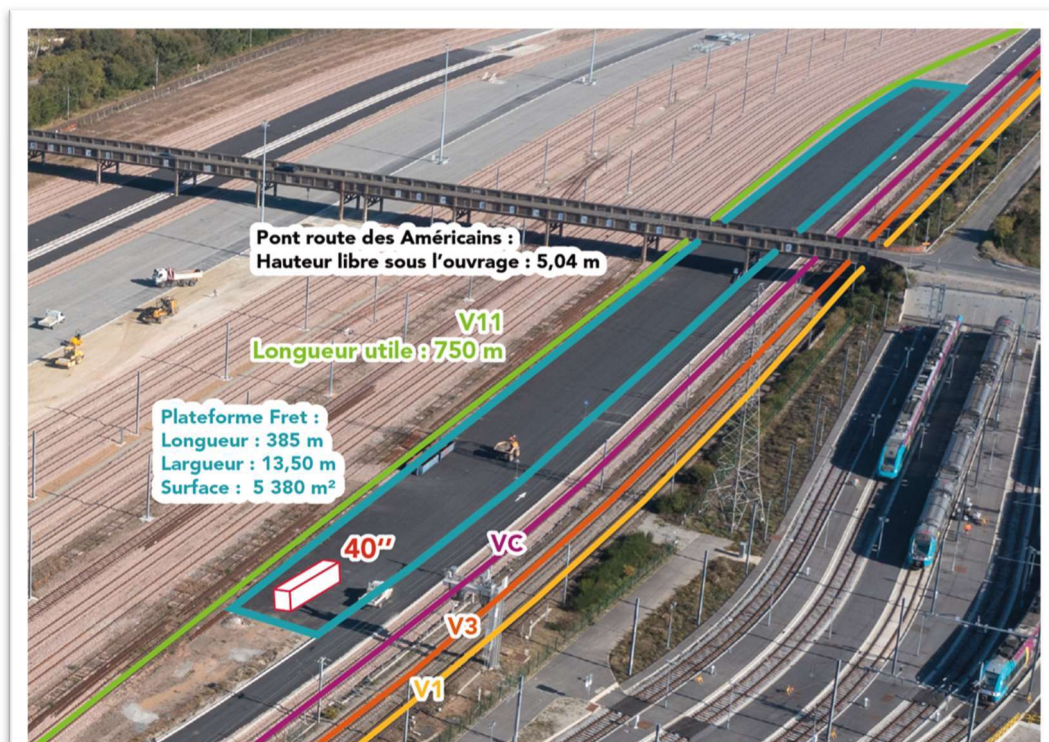 Pont route des Américains :
Hauteur libre sous l'ouvrage : 5,04 m
V11
Longueur utile : 750 m
Plateforme Fret :
Longueur : 385 m
Largueur : 13,50 m
Surface : 5 380 m²
40’’
VC
V3
V1